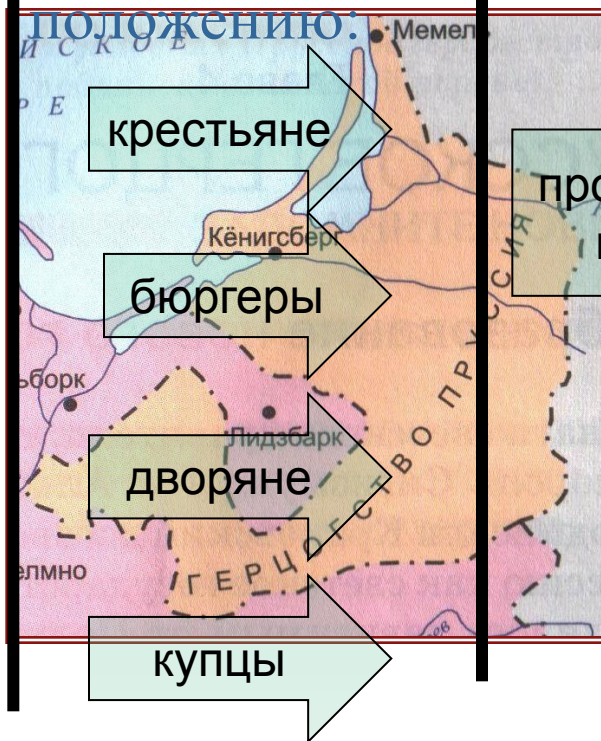 положению:
Мемель
крестьяне
Кёнигсберг
бюргеры
Лидзбарк
дворяне
ГЕРЦОГСТВО ПРУССИЯ
купцы